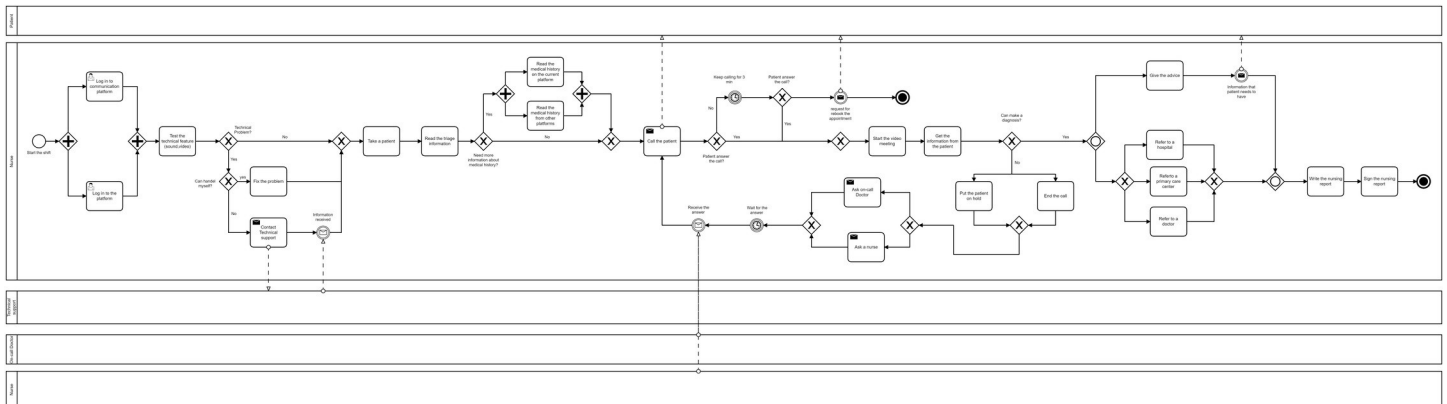 Patient
Nurse
Start the shift
Log in to
communication
platform
Log in to the
platform
Test the
technical feature
(sound,video)
Technical
Problem?
No
Yes
Can handel
myself?
yes
No
Fix the problem
Contact
Technical
support
Information
received
Take a patient
Read the triage
information
Need more
information about
medical history?
Yes
No
Read the
medical history
on the current
platform
Read the
medical history
from other
platforms
Call the patient
Patient answer
the call?
No
Yes
Keep calling for 3
min
Patient answer
the call?
Yes
request for
rebook the
appointment
Start the video
meeting
Get the
information from
the patient
Can make a
diagnosis?
Yes
No
Put the patient
on hold
End the call
Ask on-call
Doctor
Ask a nurse
Wait for the
answer
Receive the
answer
Give the advice
information that
patient needs to
have
Refer to a
hospital
Referto a
primary care
center
Refer to a
doctor
Write the nursing
report
Sign the nursing
report
Technical
support
On-call Doctor
Nurse